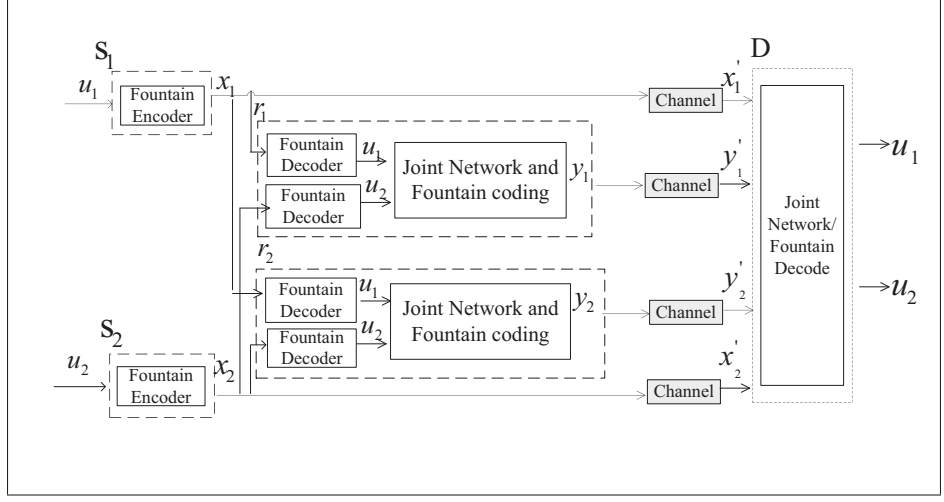 S1
u1
Fountain
Encoder
x1
r1
Fountain
Decoder
u1
Fountain
Decoder
u2
Joint Network and
Fountain coding
y1
r2
Fountain
Decoder
u1
Fountain
Decoder
u2
Joint Network and
Fountain coding
y2
S2
u2
Fountain
Encoder
x2
Channel
x'1
Channel
y'1
Channel
y'2
Channel
x'2
D
Joint
Network/
Fountain
Decode
u1
u2